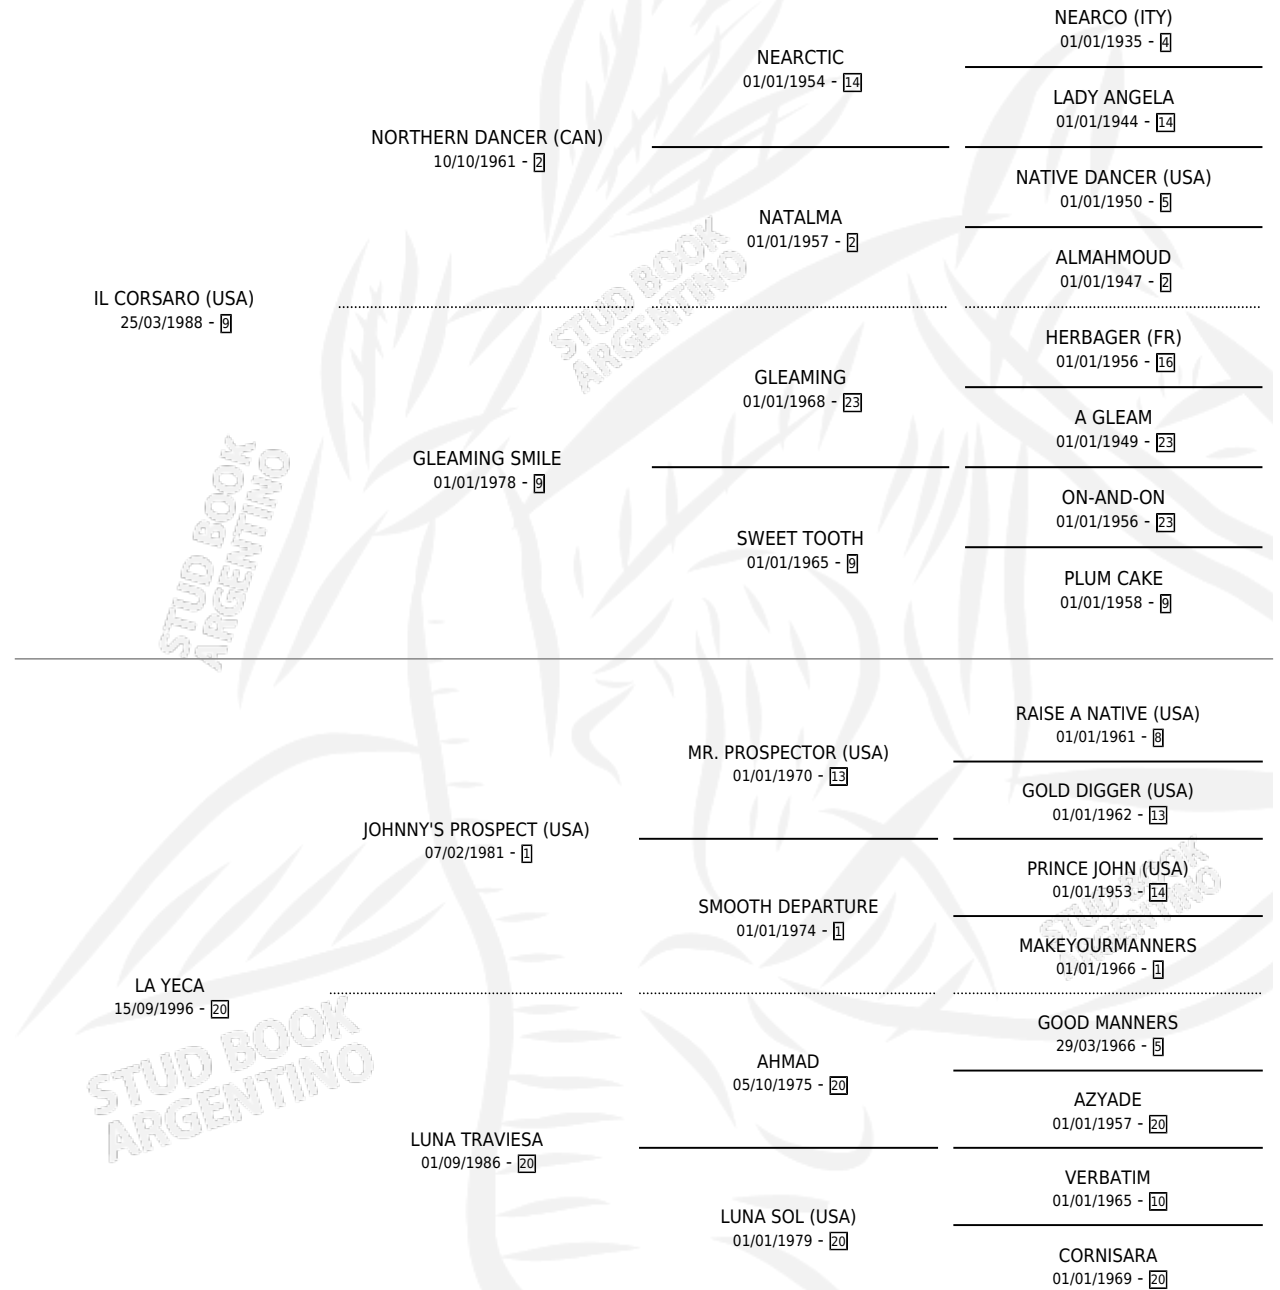 NEARCO (ITY)
01/01/1935 - 4
NEARCTIC
01/01/1954 - 14
LADY ANGELA
01/01/1944 - 14
NORTHERN DANCER (CAN)
10/10/1961 - 2
NATIVE DANCER (USA)
01/01/1950 - 5
NATALMA
01/01/1957 - 2
ALMAHMOUD
01/01/1947 - 2
IL CORSARO (USA)
25/03/1988 - 9
HERBAGER (FR)
01/01/1956 - 16
GLEAMING
01/01/1968 - 23
A GLEAM
01/01/1949 - 23
GLEAMING SMILE
01/01/1978 - 9
ON-AND-ON
01/01/1956 - 23
SWEET TOOTH
01/01/1965 - 9
PLUM CAKE
01/01/1958 - 9
STUD BOOK
ARGENTINO
STUD BOOK
ARGENTINO
RAISE A NATIVE (USA)
01/01/1961 - 8
MR. PROSPECTOR (USA)
01/01/1970 - 13
GOLD DIGGER (USA)
01/01/1962 - 13
JOHNNY'S PROSPECT (USA)
07/02/1981 - 1
PRINCE JOHN (USA)
01/01/1953 - 14
SMOOTH DEPARTURE
01/01/1974 - 1
MAKEYOURMANNERS
01/01/1966 - 1
STUD BOOK
ARGENTINO
LA YECA
15/09/1996 - 20
GOOD MANNERS
29/03/1966 - 5
AHMAD
05/10/1975 - 20
AZYADE
01/01/1957 - 20
LUNA TRAVIESA
01/09/1986 - 20
VERBATIM
01/01/1965 - 10
LUNA SOL (USA)
01/01/1979 - 20
CORNISARA
01/01/1969 - 20
STUD BOOK
ARGENTINO